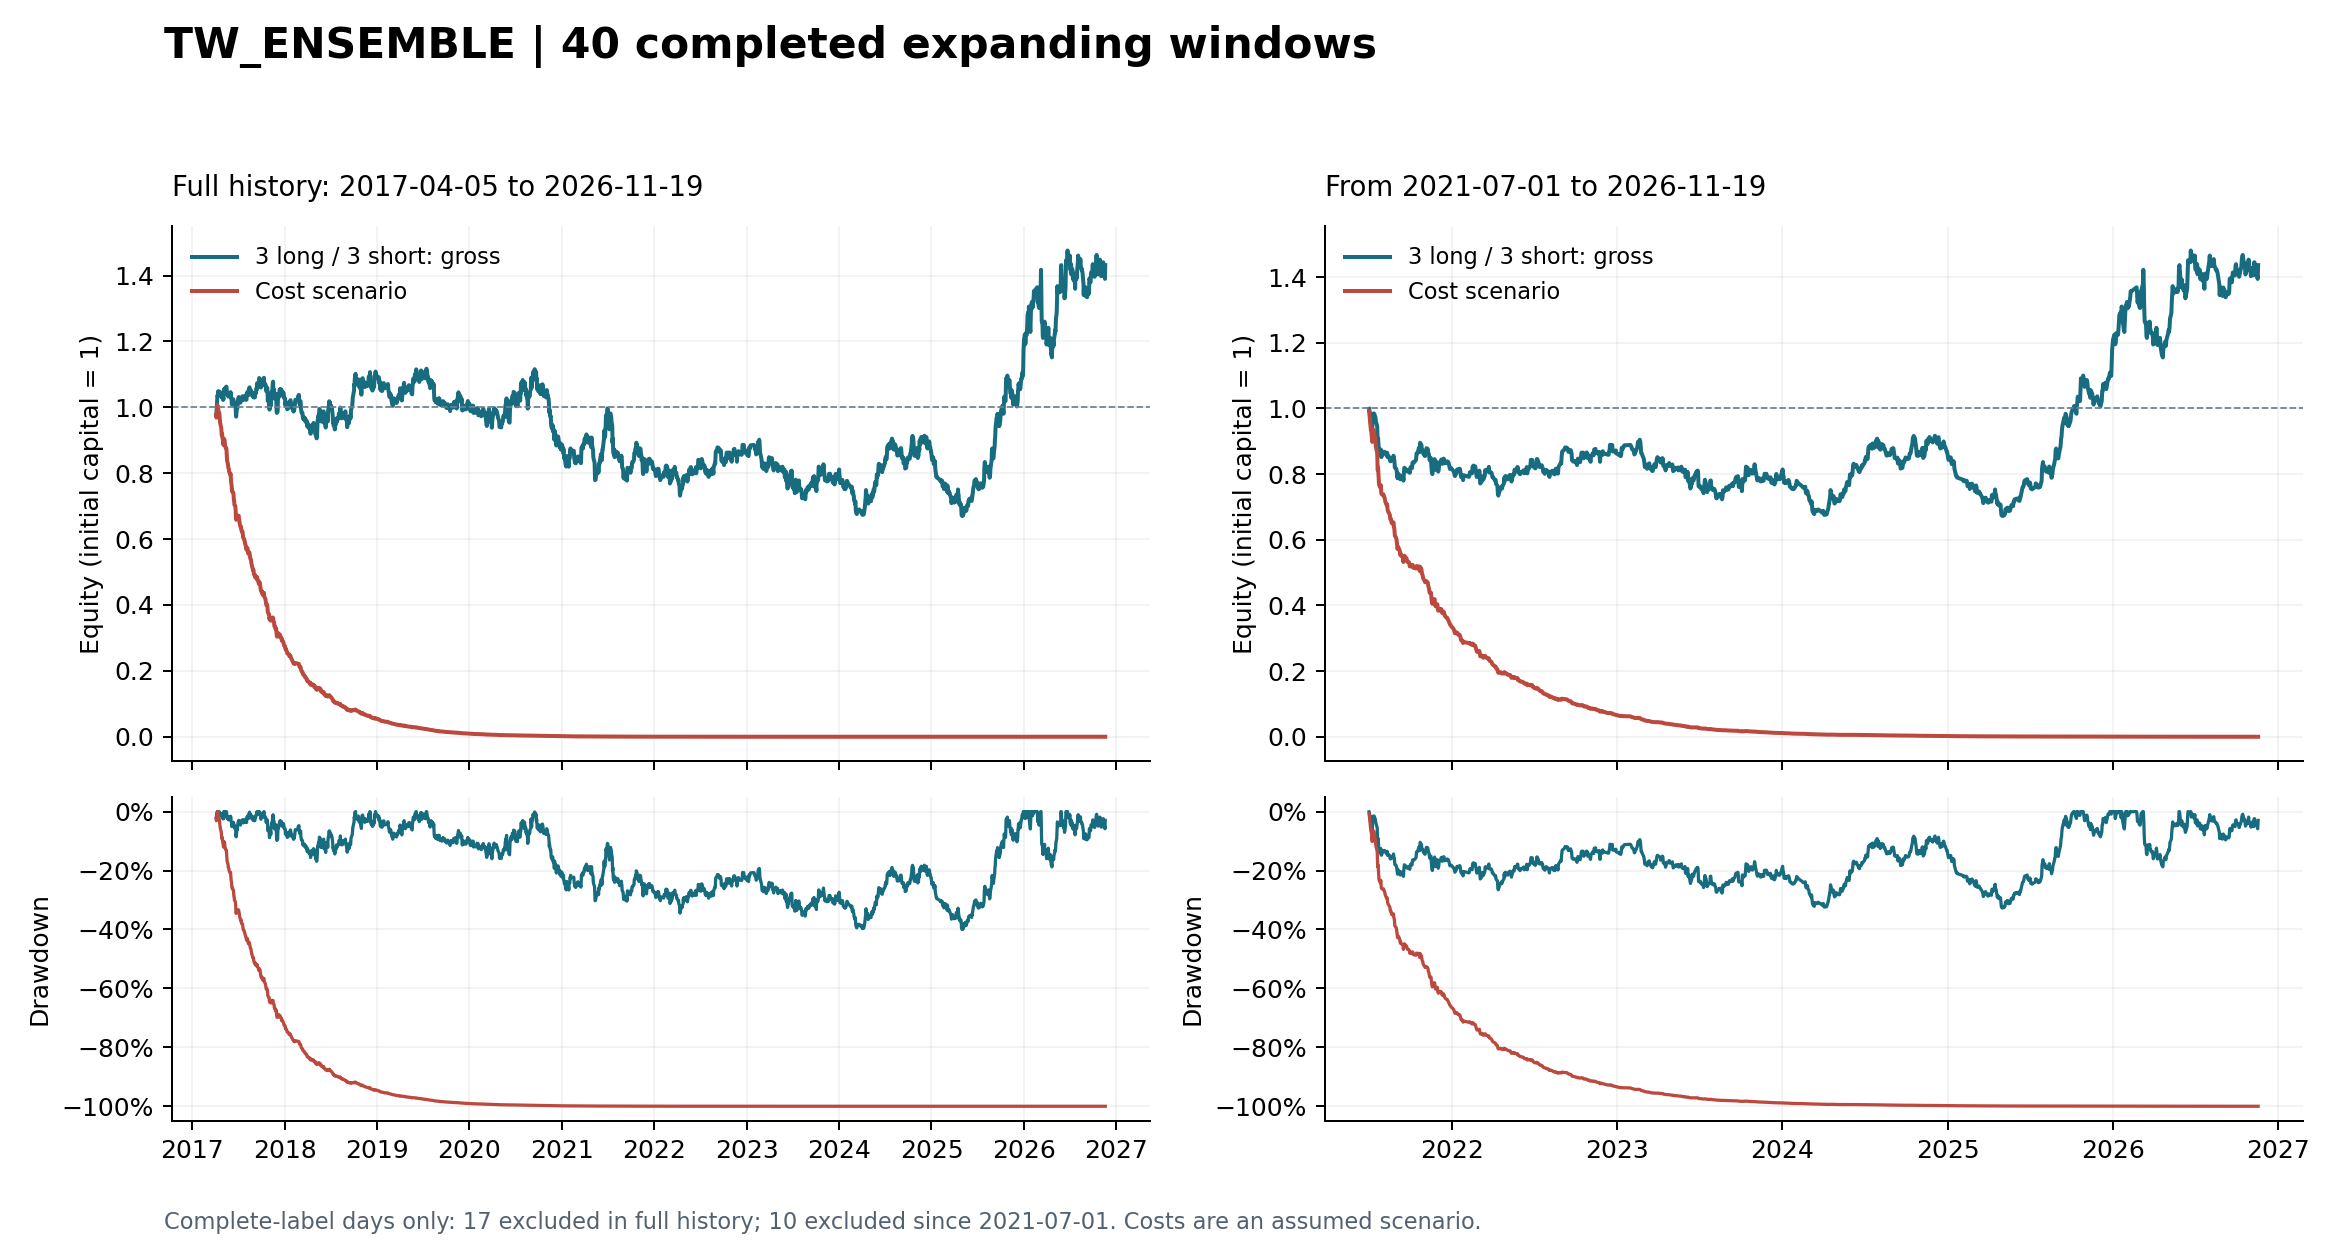 TW_ENSEMBLE | 40 completed expanding windows
Full history: 2017-04-05 to 2026-11-19
3 long / 3 short: gross
Cost scenario
Equity (initial capital = 1)
1.4
1.2
1.0
0.8
0.6
0.4
0.2
0.0
Drawdown
0%
−20%
−40%
−60%
−80%
−100%
2017 2018 2019 2020 2021 2022 2023 2024 2025 2026 2027
From 2021-07-01 to 2026-11-19
3 long / 3 short: gross
Cost scenario
Equity (initial capital = 1)
1.4
1.2
1.0
0.8
0.6
0.4
0.2
0.0
Drawdown
0%
−20%
−40%
−60%
−80%
−100%
2022 2023 2024 2025 2026 2027
Complete-label days only: 17 excluded in full history; 10 excluded since 2021-07-01. Costs are an assumed scenario.